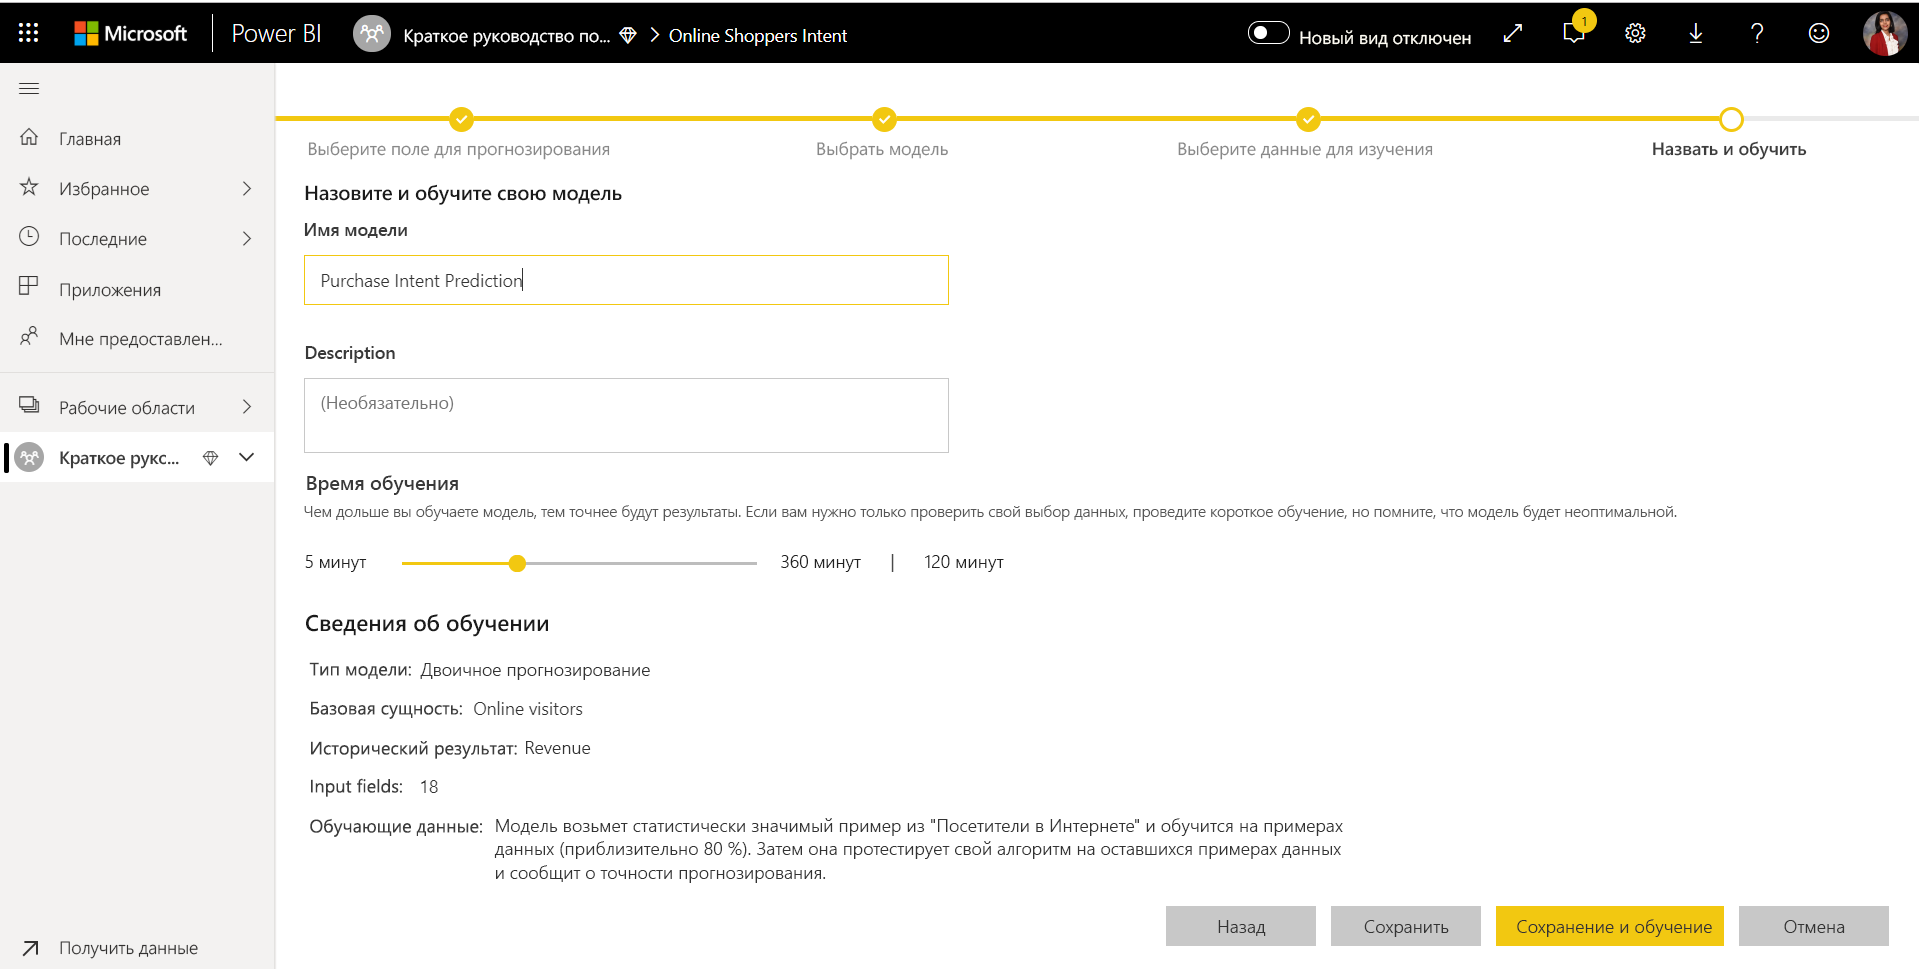 Microsoft Power BI Краткое руководство по... Online Shoppers Intent Новый вид отключен 1
Главная
Избранное
Последние
Приложения
Мне предоставлен...
Рабочие области
Краткое рукс...
Получить данные
Выберите поле для прогнозирования Выбрать модель Выберите данные для изучения Назвать и обучить
Назовите и обучите свою модель
Имя модели
Purchase Intent Prediction
Description
(Необязательно)
Время обучения
Чем дольше вы обучаете модель, тем точнее будут результаты. Если вам нужно только проверить свой выбор данных, проведите короткое обучение, но помните, что модель будет неоптимальной.
5 минут 360 минут | 120 минут
Сведения об обучении
Тип модели: Двоичное прогнозирование
Базовая сущность: Online visitors
Исторический результат: Revenue
Input fields: 18
Обучающие данные: Модель возьмет статистически значимый пример из "Посетители в Интернете" и обучится на примерах
данных (приблизительно 80 %). Затем она протестирует свой алгоритм на оставшихся примерах данных
и сообщит о точности прогнозирования.
Назад Сохранить Сохранение и обучение Отмена